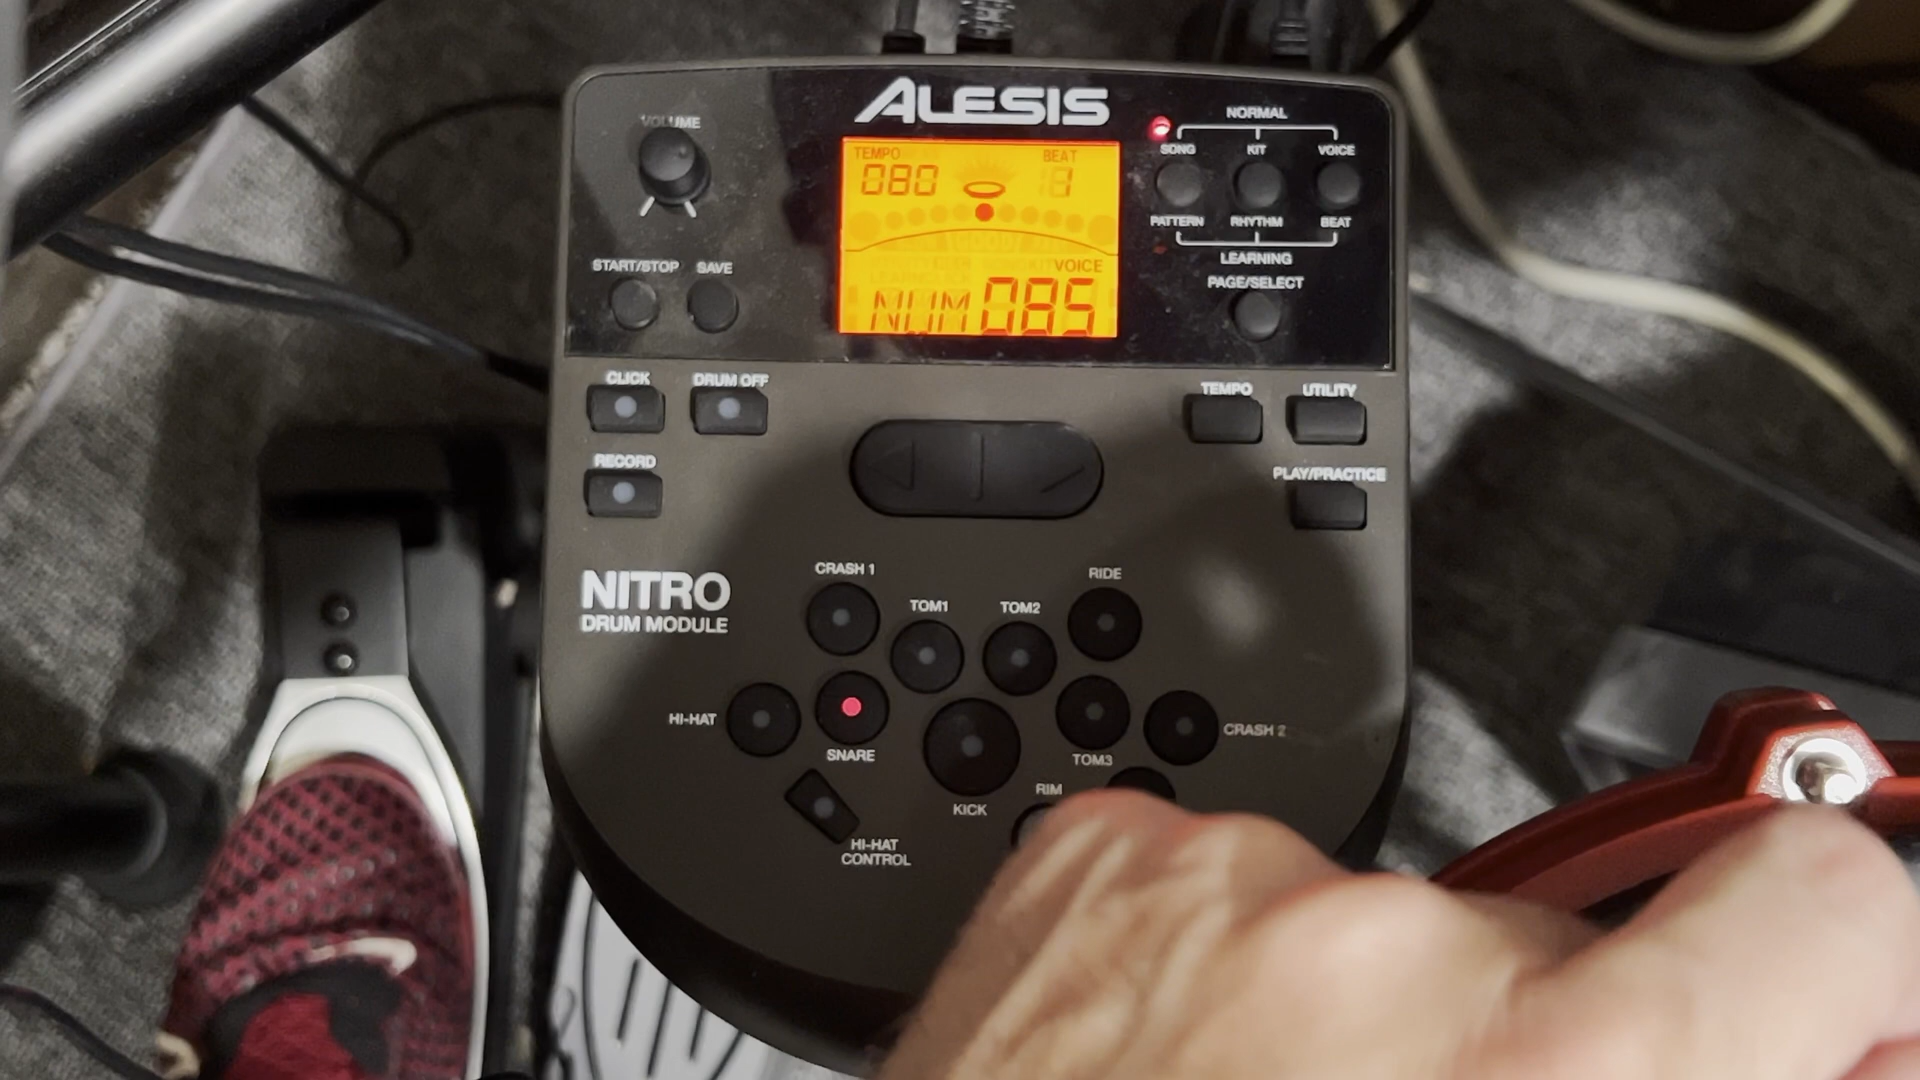 ALESIS
VOLUME
START/STOP
SAVE
TEMPO
BEAT
080
1
VOICE
NUM 085
NORMAL
SONG
KIT
VOICE
PATTERN
RHYTHM
BEAT
LEARNING
PAGE/SELECT
CLICK
DRUM OFF
RECORD
TEMPO
UTILITY
PLAY/PRACTICE
NITRO
DRUM MODULE
CRASH 1
TOM1
TOM2
RIDE
HI-HAT
SNARE
KICK
TOM3
CRASH 2
RIM
HI-HAT
CONTROL